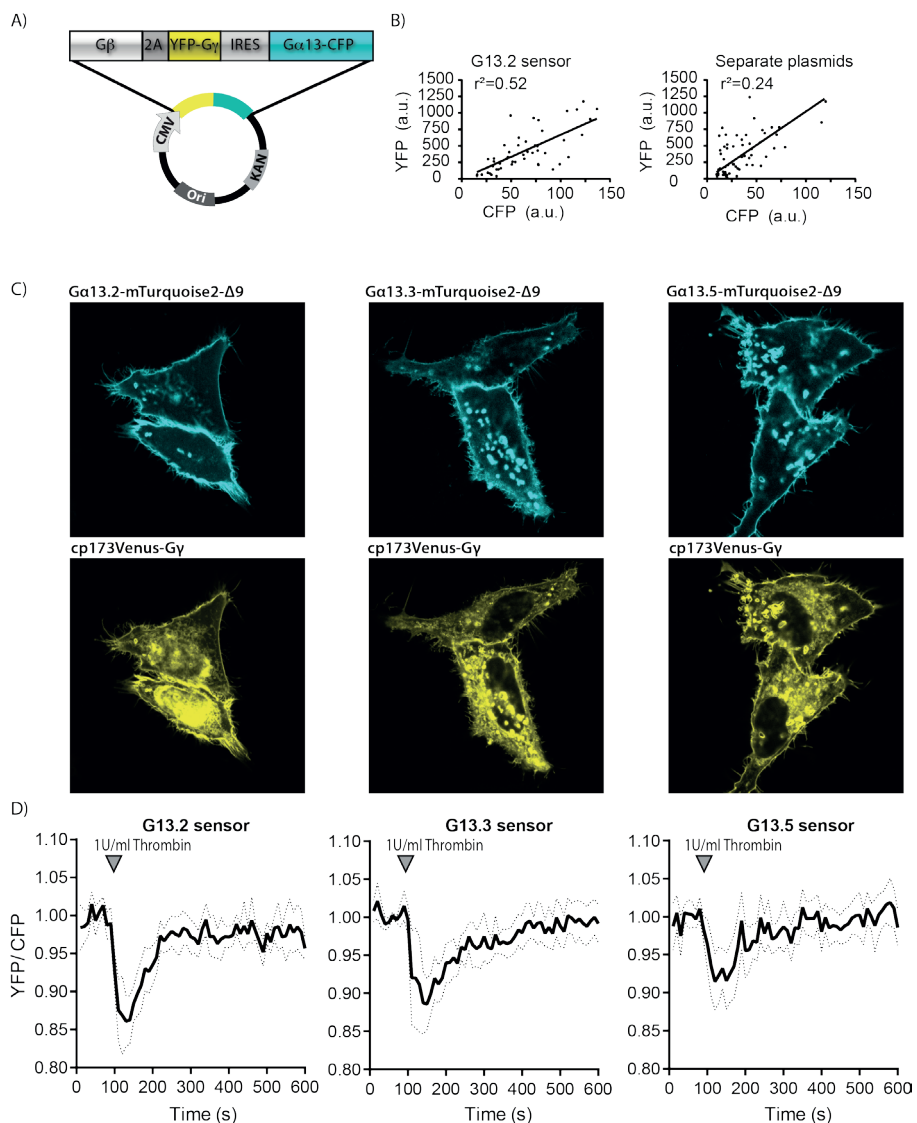 A)
Gβ 2A YFP-Gγ IRES Gα13-CFP
CMV
KAN
Ori
B)
G13.2 sensor
r²=0.52
YFP (a.u.)
1500
1250
1000
750
500
250
0
0 50 100 150
CFP (a.u.)
Separate plasmids
r²=0.24
YFP (a.u.)
1500
1250
1000
750
500
250
0
0 50 100 150
CFP (a.u.)
C)
Gα13.2-mTurquoise2-Δ9
Gα13.3-mTurquoise2-Δ9
Gα13.5-mTurquoise2-Δ9
cp173Venus-Gγ
cp173Venus-Gγ
cp173Venus-Gγ
D)
G13.2 sensor
1U/ml Thrombin
YFP/ CFP
1.10
1.05
1.00
0.95
0.90
0.85
0.80
0 100 200 300 400 500 600
Time (s)
G13.3 sensor
1U/ml Thrombin
1.10
1.05
1.00
0.95
0.90
0.85
0.80
0 100 200 300 400 500 600
Time (s)
G13.5 sensor
1U/ml Thrombin
1.10
1.05
1.00
0.95
0.90
0.85
0.80
0 100 200 300 400 500 600
Time (s)